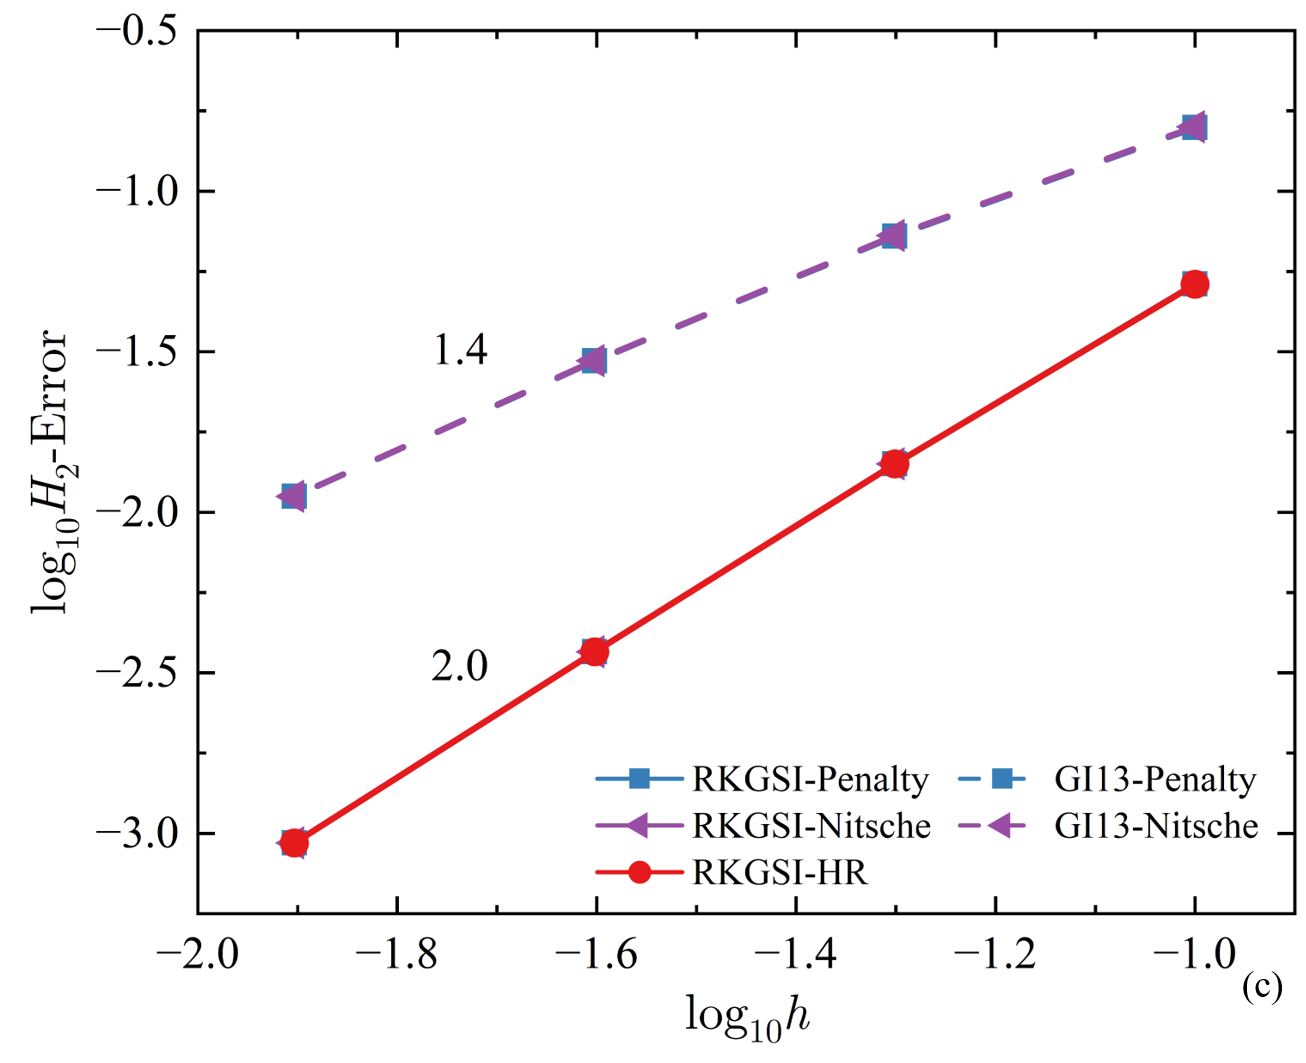 −0.5
−1.0
−1.5
−2.0
−2.5
−3.0
log₁₀H₂-Error
1.4
2.0
RKGSI-Penalty GI13-Penalty
RKGSI-Nitsche GI13-Nitsche
RKGSI-HR
−2.0 −1.8 −1.6 −1.4 −1.2 −1.0
(c)
log₁₀h